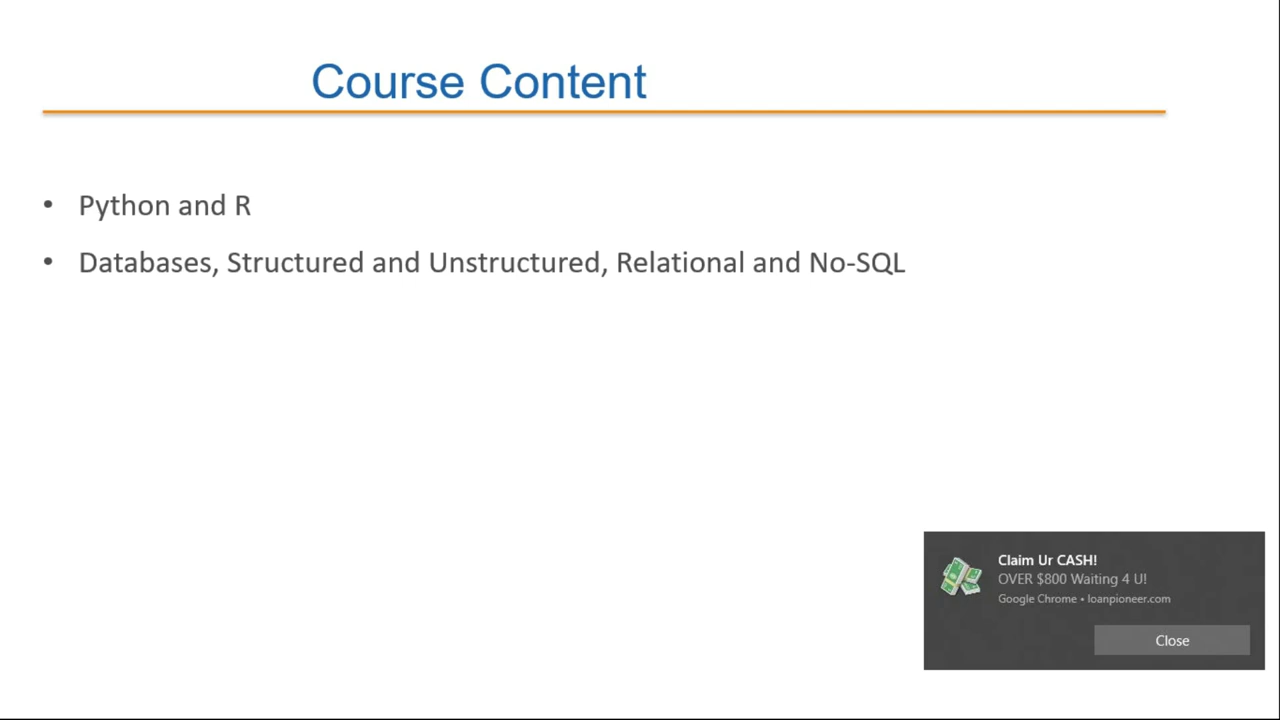 Course Content
• Python and R
• Databases, Structured and Unstructured, Relational and No-SQL
Claim Ur CASH!
OVER $800 Waiting 4 U!
Google Chrome • loanpioneer.com
Close